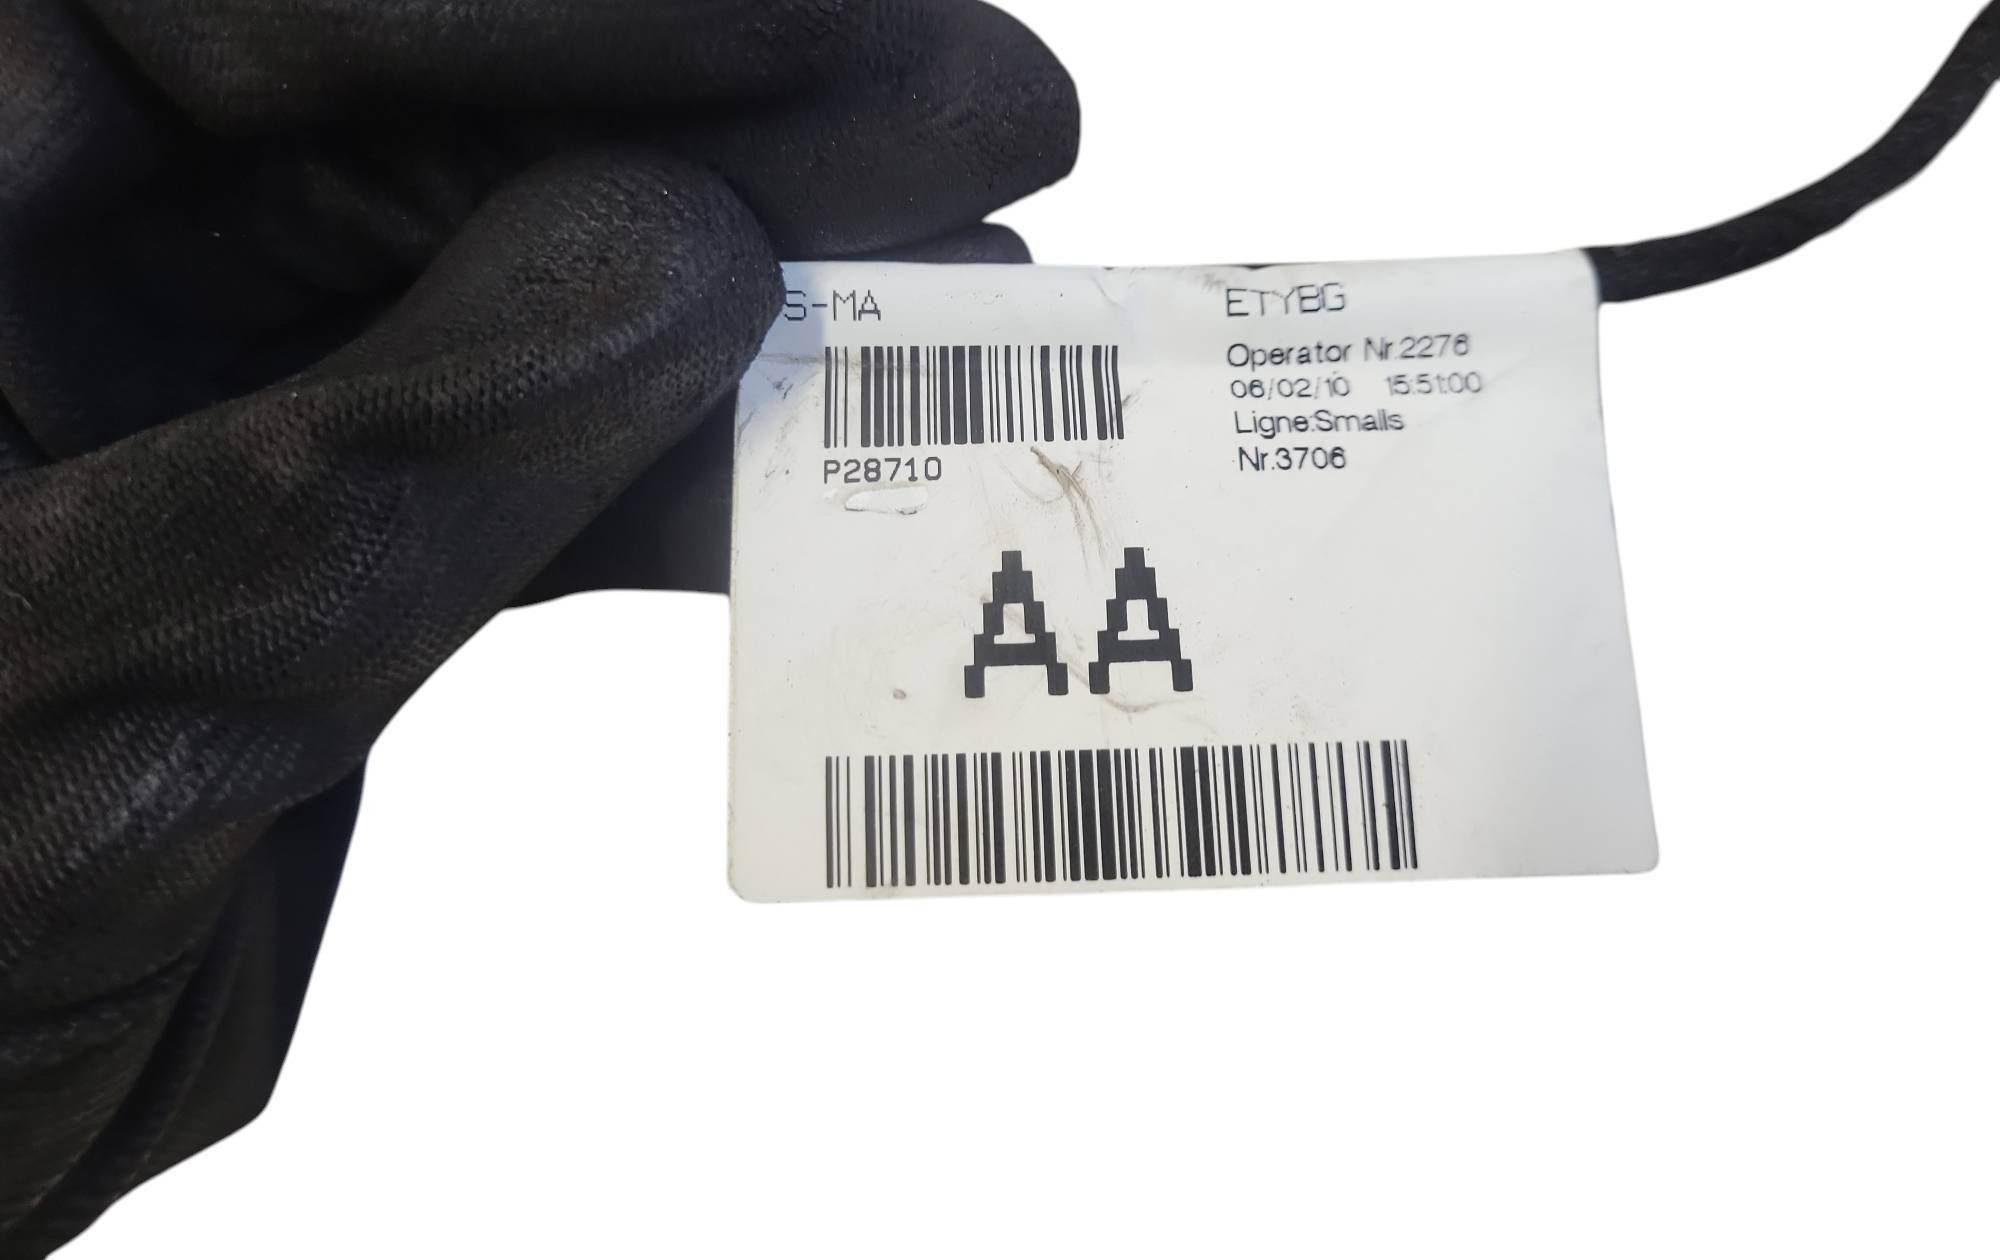 S-MA
ETYBG
Operator Nr.2276
06/02/10 15:51:00
Ligne:Smalls
Nr.3706
P28710
AA